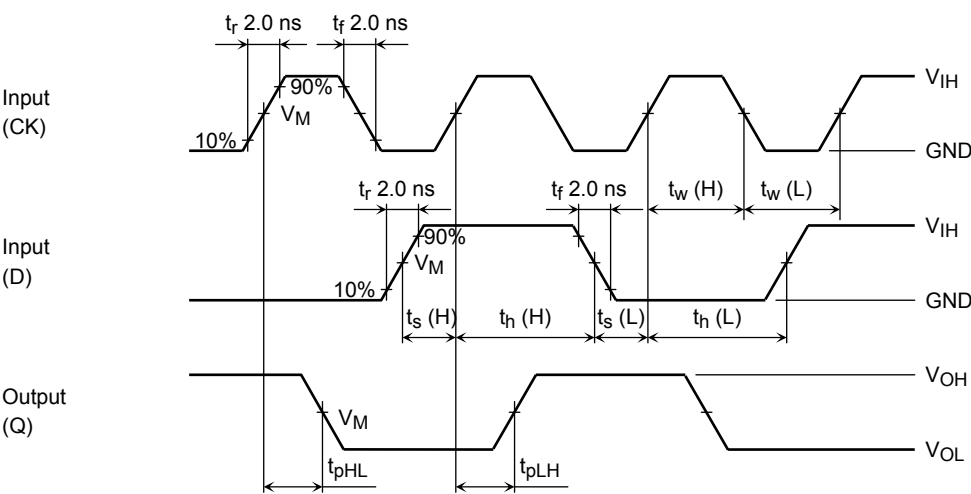 tr 2.0 ns tf 2.0 ns
Input
(CK)
90%
VM
10%
VIH
GND
tr 2.0 ns tf 2.0 ns tw (H) tw (L)
Input
(D)
90%
VM
10%
VIH
GND
ts (H) th (H) ts (L) th (L)
Output
(Q)
VM
VOH
VOL
tpHL tpLH